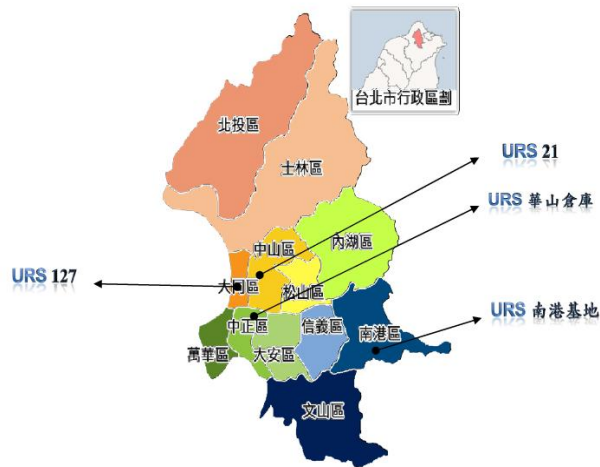 台北市行政區劃
北投區
士林區
URS 21
URS 華山倉庫
內湖區
中山區
URS 127
大同區
松山區
URS 南港基地
中正區
信義區
南港區
萬華區
大安區
文山區